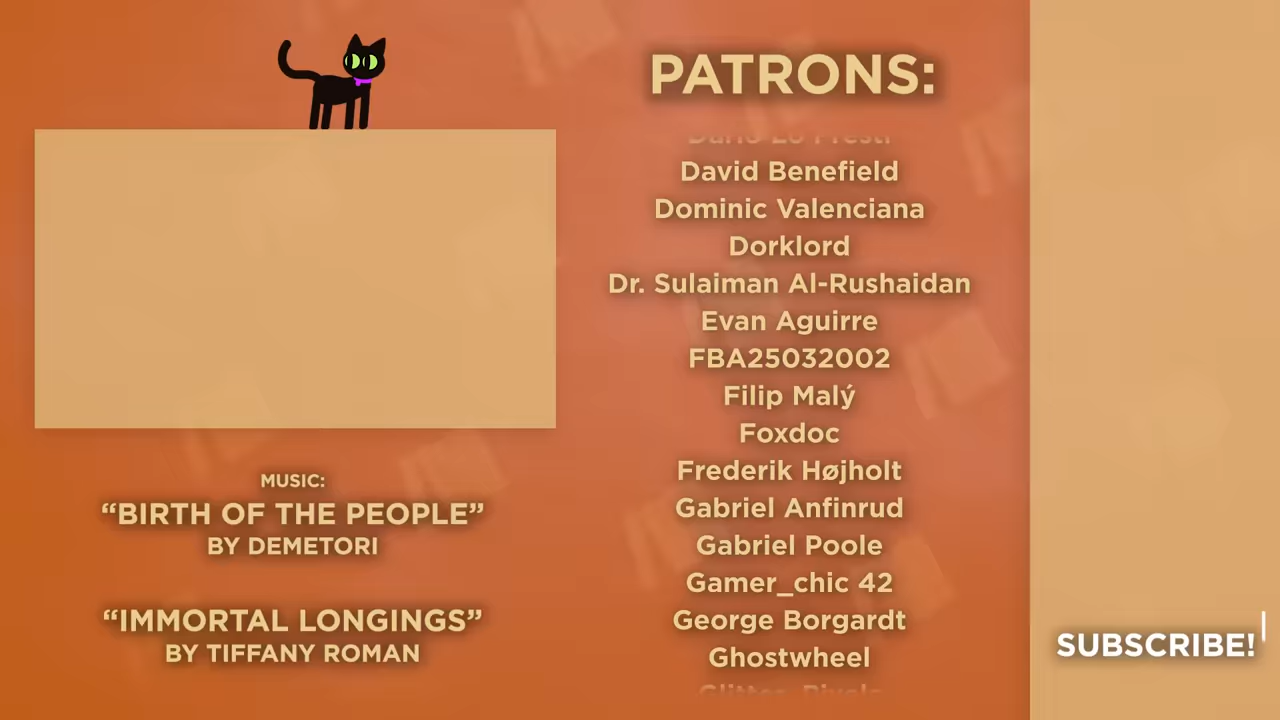 PATRONS:
David Benefield
Dominic Valenciana
Dorklord
Dr. Sulaiman Al-Rushaidan
Evan Aguirre
FBA25032002
Filip Malý
Foxdoc
Frederik Højholt
Gabriel Anfinrud
Gabriel Poole
Gamer_chic 42
George Borgardt
Ghostwheel
MUSIC:
“BIRTH OF THE PEOPLE”
BY DEMETORI
“IMMORTAL LONGINGS”
BY TIFFANY ROMAN
SUBSCRIBE!